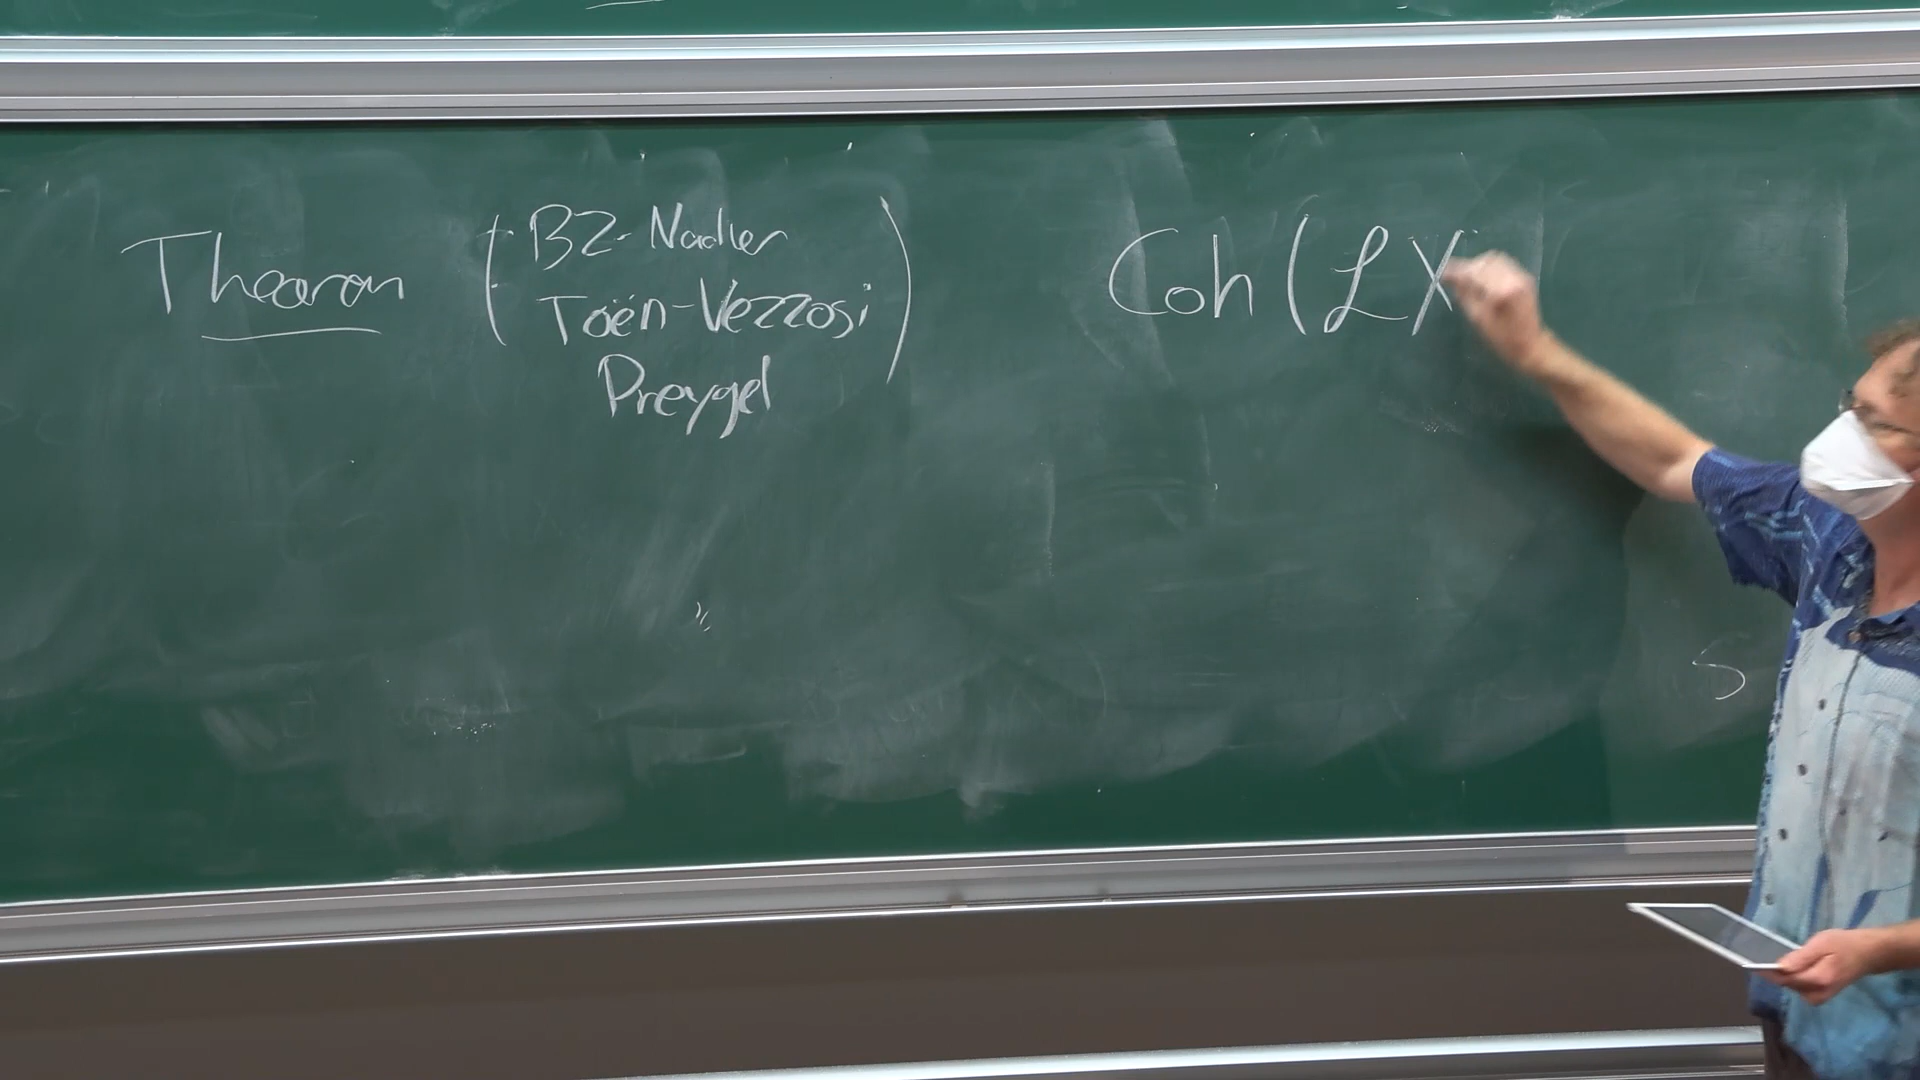 Theorem ( BZ-Nadler
Toën-Vezzosi
Preygel ) Coh (ℒX
S